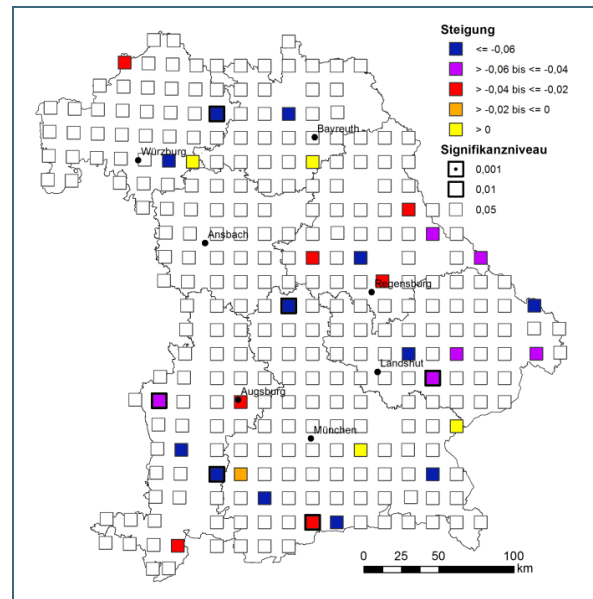 Steigung
<= -0,06
> -0,06 bis <= -0,04
> -0,04 bis <= -0,02
> -0,02 bis <= 0
> 0
Signifikanzniveau
0,001
0,01
0,05
Bayreuth
Würzburg
Ansbach
Regensburg
Landshut
Augsburg
München
0 25 50 100
km